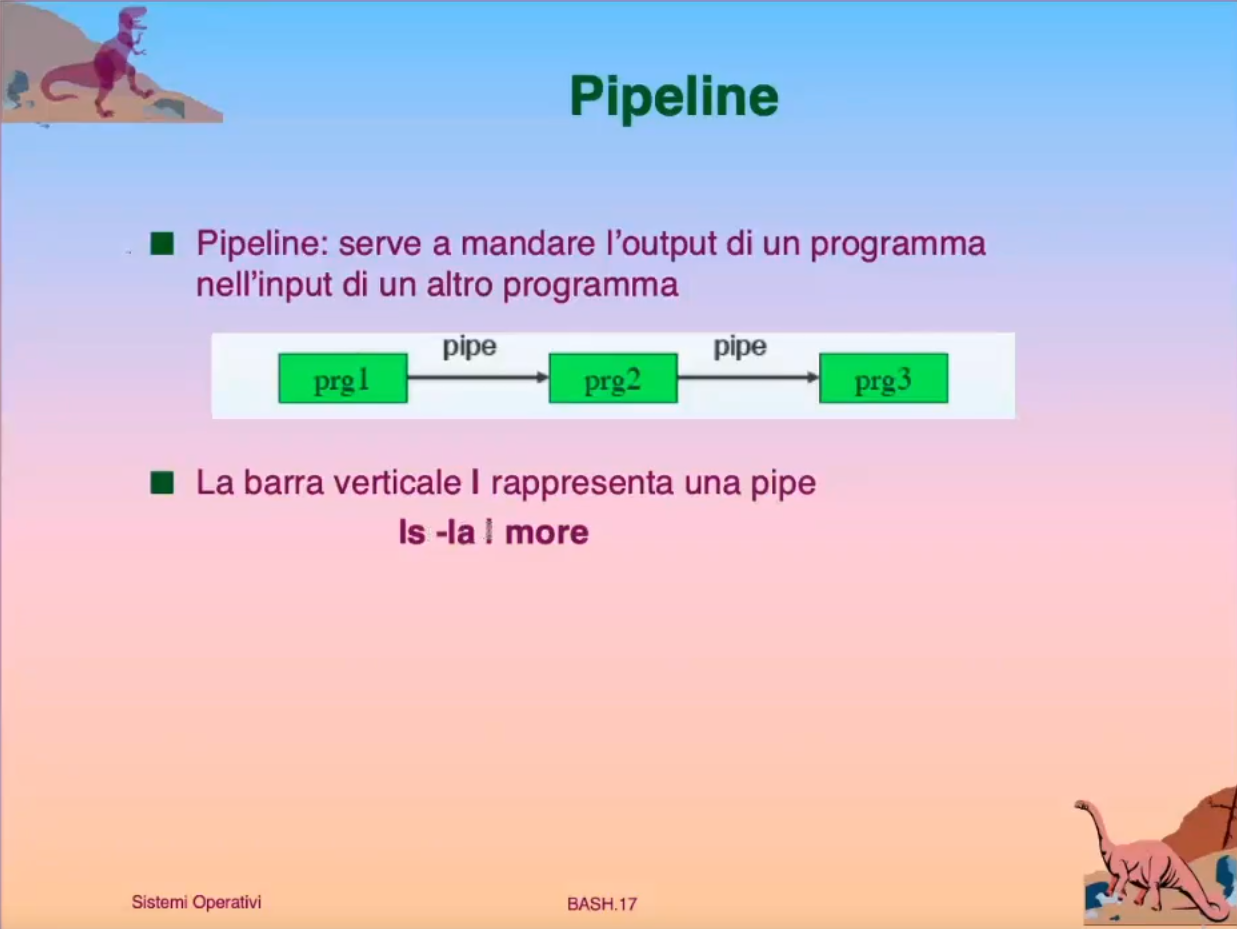 Pipeline
Pipeline: serve a mandare l'output di un programma
nell'input di un altro programma
pipe pipe
prg1 prg2 prg3
La barra verticale | rappresenta una pipe
ls -la | more
Sistemi Operativi BASH.17